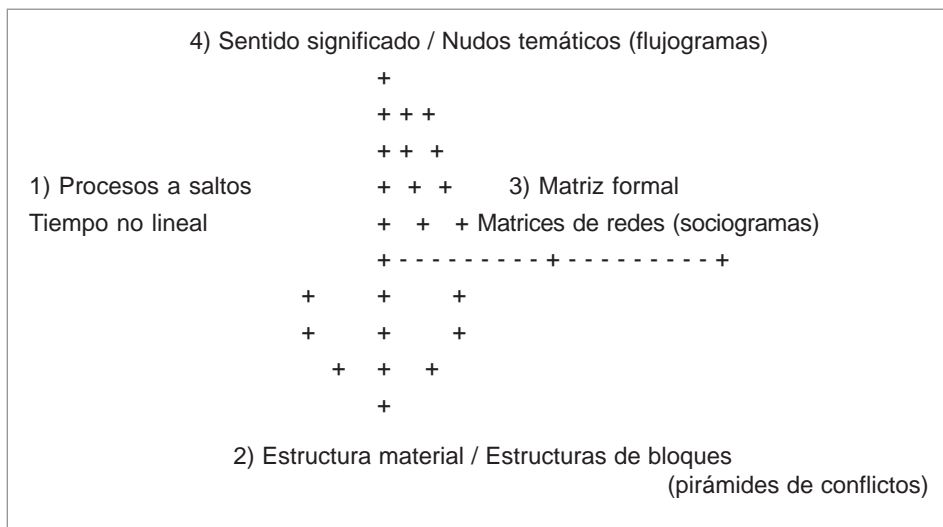 4) Sentido significado / Nudos temáticos (flujogramas)
+
+ + +
+ + +
1) Procesos a saltos + + + 3) Matriz formal
Tiempo no lineal + + + Matrices de redes (sociogramas)
+ - - - - - - - - - + - - - - - - - - - +
+ + +
+ + +
+ + +
+
2) Estructura material / Estructuras de bloques
(pirámides de conflictos)